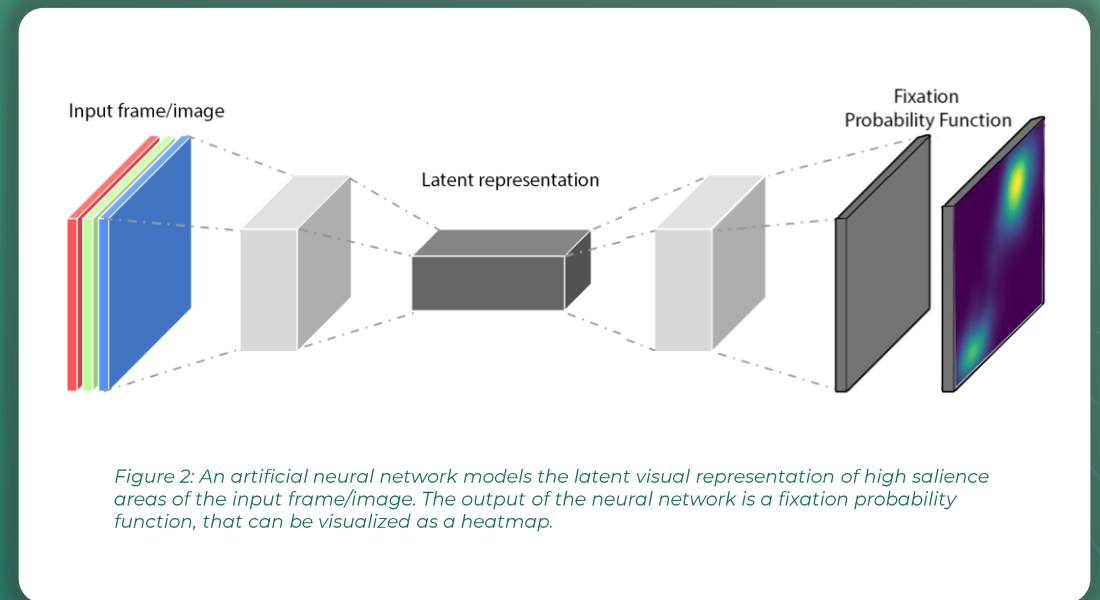 Input frame/image
Fixation
Probability Function
Latent representation
Figure 2: An artificial neural network models the latent visual representation of high salience
areas of the input frame/image. The output of the neural network is a fixation probability
function, that can be visualized as a heatmap.